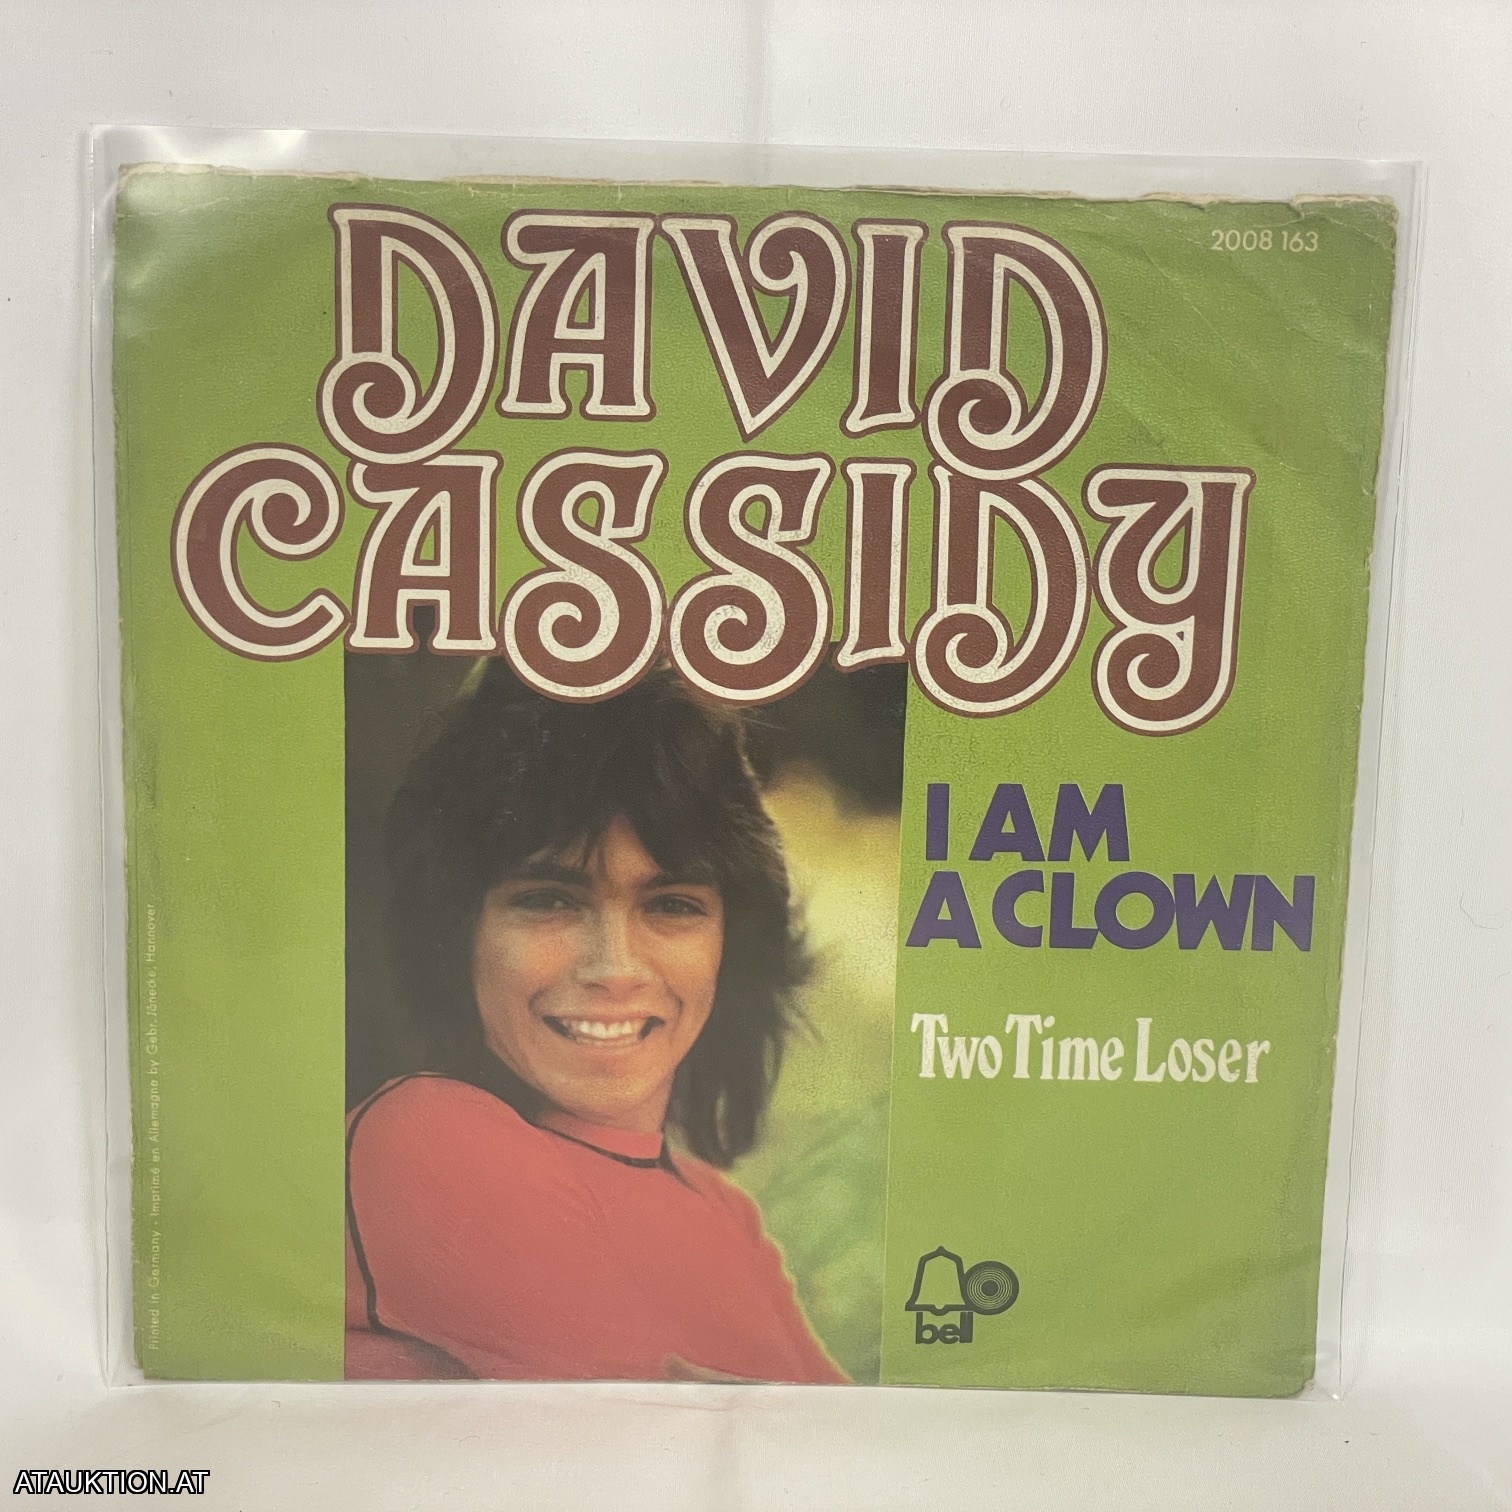 DAVID
2008 163
CASSIDY
I AM
A CLOWN
Two Time Loser
bell
Printed in Germany · Imprimé en Allemagne by Gebr. Jänecke, Hannover
ATAUKTION.AT